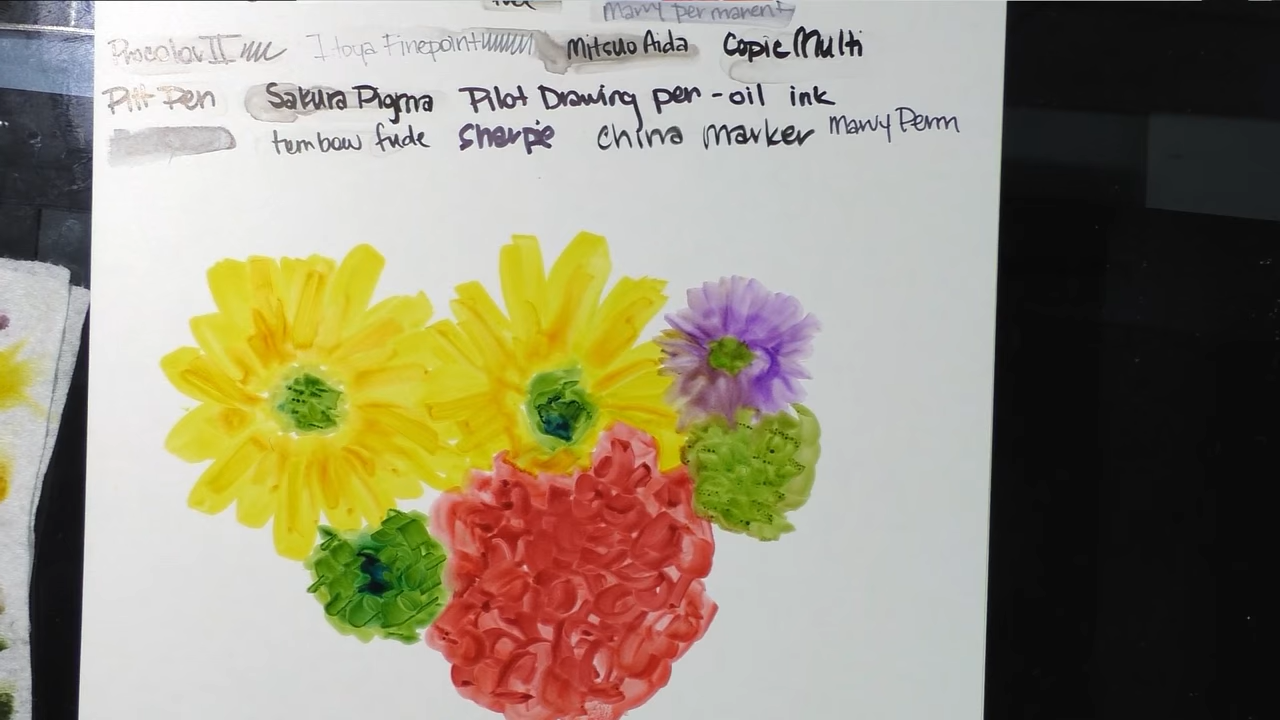 Marvy permanent
Procolor II Itoya Finepoint Mitsuo Aida Copic Multi
Pitt Pen Sakura Pigma Pilot Drawing pen - oil ink
tombow fude sharpie china marker Marvy Perm